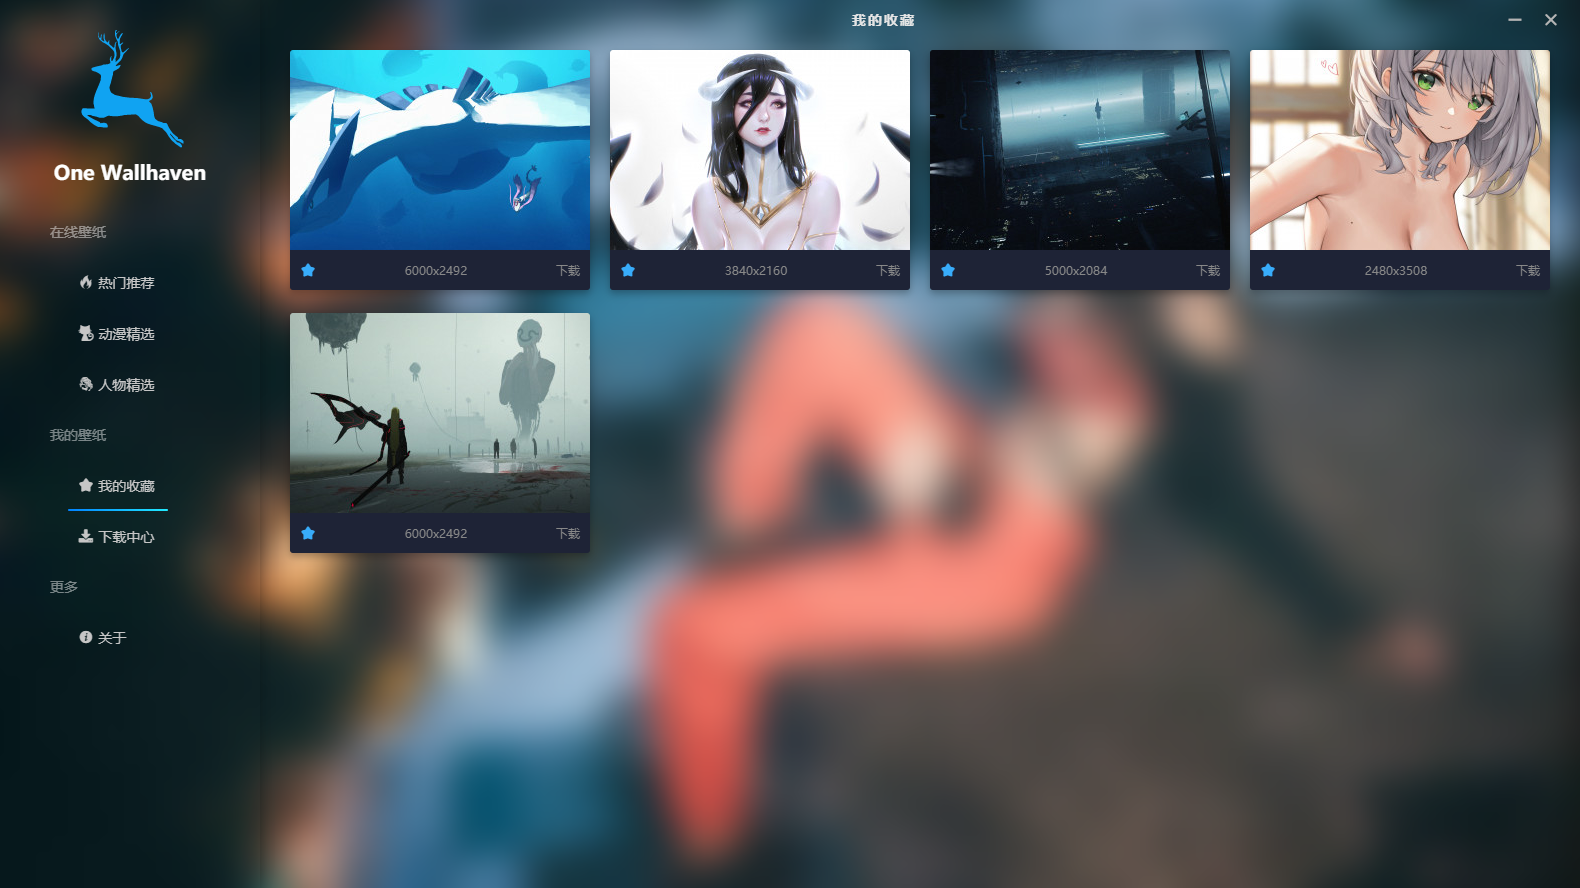 我的收藏
One Wallhaven
在线壁纸
热门推荐
动漫精选
人物精选
我的壁纸
我的收藏
下载中心
更多
关于
6000x2492 下载
3840x2160 下载
5000x2084 下载
2480x3508 下载
6000x2492 下载